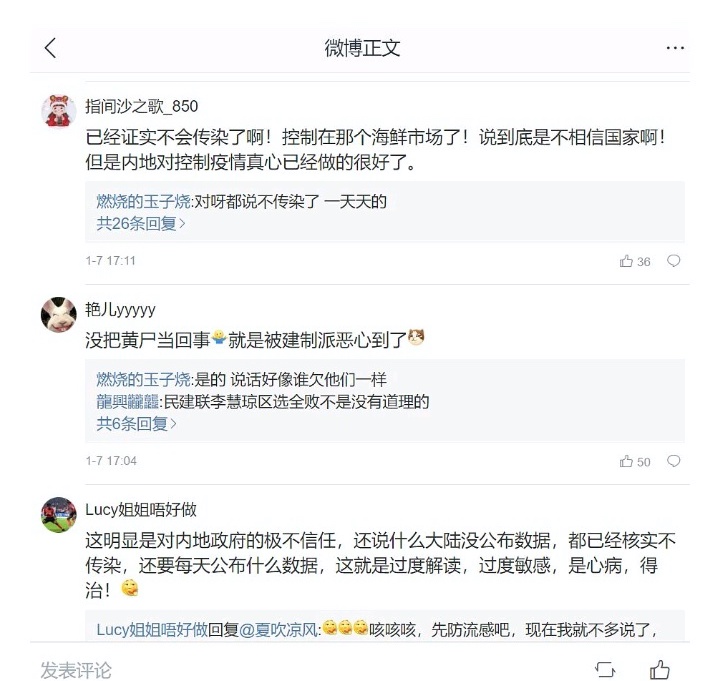 微博正文
指间沙之歌_850
已经证实不会传染了啊！控制在那个海鲜市场了！说到底是不相信国家啊！
但是内地对控制疫情真心已经做的很好了。
燃烧的玉子烧:对呀都说不传染了 一天天的
共26条回复>
1-7 17:11
36
艳儿yyyyy
没把黄尸当回事就是被建制派恶心到了
燃烧的玉子烧:是的 说话好像谁欠他们一样
龍興龖龘:民建联李慧琼区选全败不是没有道理的
共6条回复>
1-7 17:04
50
Lucy姐姐唔好做
这明显是对内地政府的极不信任，还说什么大陆没公布数据，都已经核实不
传染，还要每天公布什么数据，这就是过度解读，过度敏感，是心病，得
治！
Lucy姐姐唔好做回复@夏吹凉风:咳咳咳，先防流感吧，现在我就不多说了，
发表评论